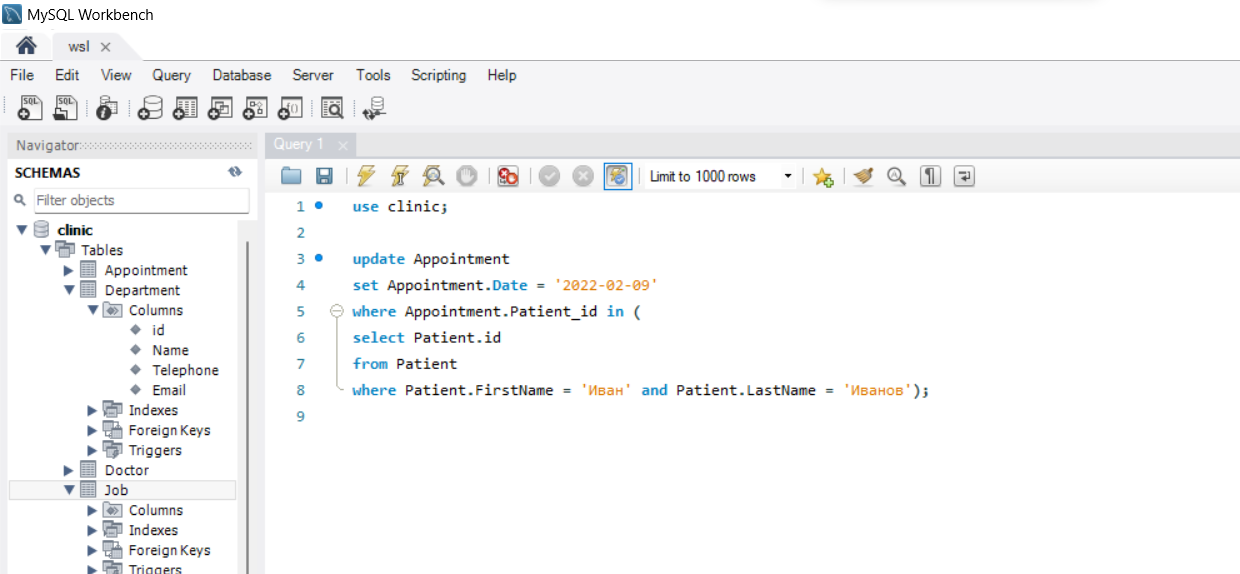 MySQL Workbench
wsl
File Edit View Query Database Server Tools Scripting Help
SQL SQL
Navigator
Query 1
SCHEMAS
Limit to 1000 rows
Filter objects
clinic
Tables
Appointment
Department
Columns
id
Name
Telephone
Email
Indexes
Foreign Keys
Triggers
Doctor
Job
Columns
Indexes
Foreign Keys
Triggers
1 use clinic;
2
3 update Appointment
4 set Appointment.Date = '2022-02-09'
5 where Appointment.Patient_id in (
6 select Patient.id
7 from Patient
8 where Patient.FirstName = 'Иван' and Patient.LastName = 'Иванов');
9